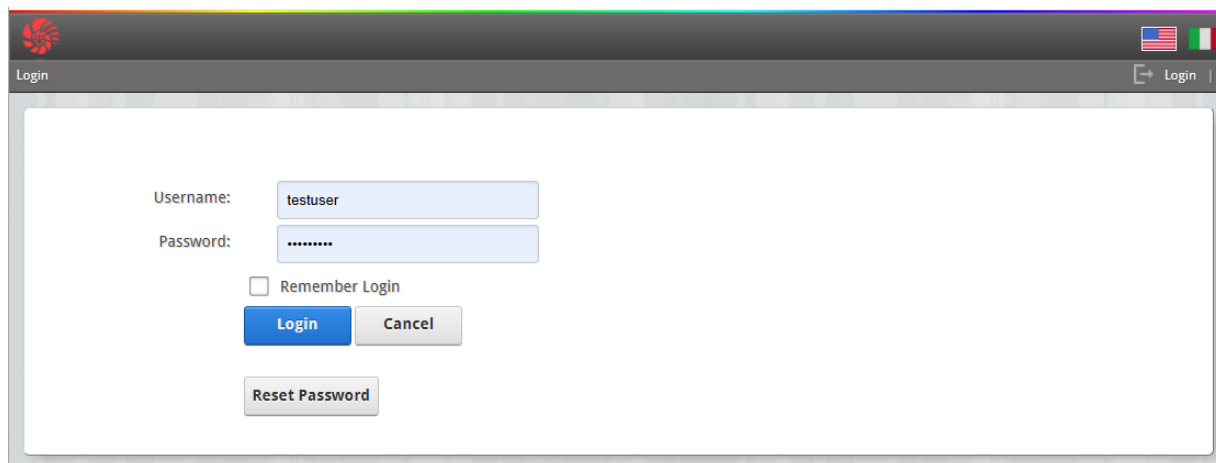 Login
Login |
Username: testuser
Password: •••••••••
Remember Login
Login Cancel
Reset Password